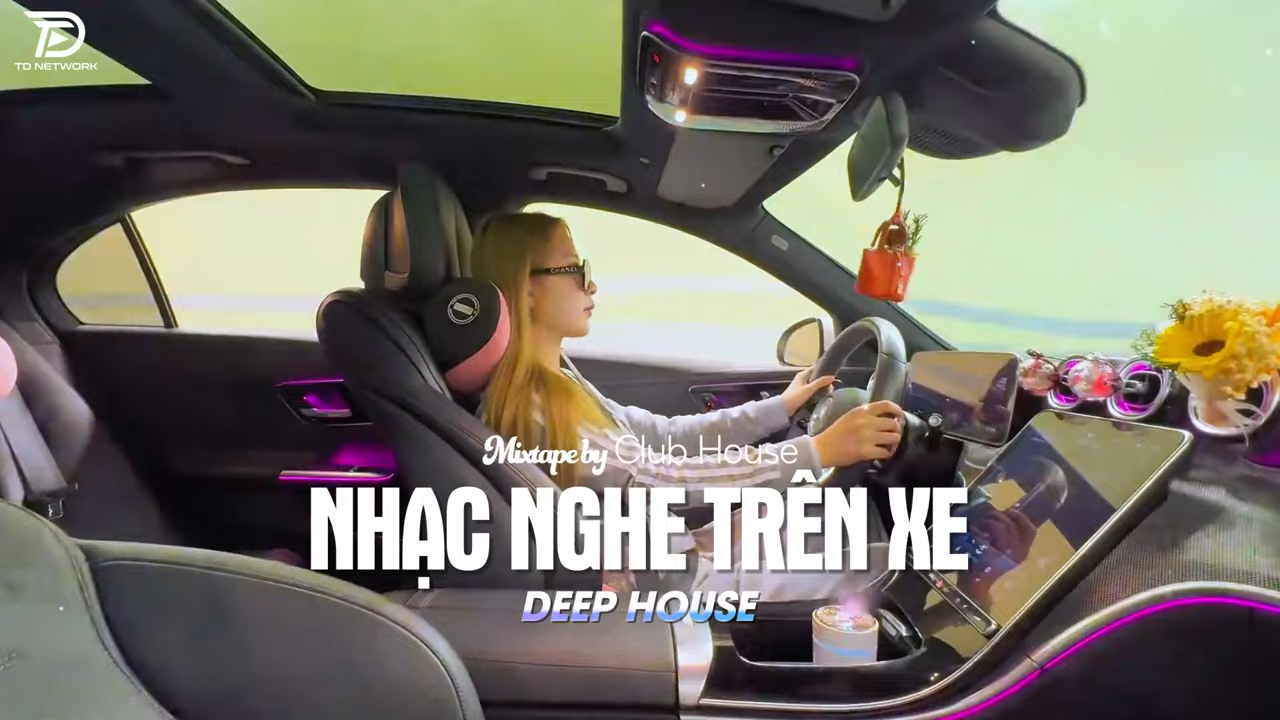 TD NETWORK
CHANEL
Mixtape by Club House
NHẠC NGHE TRÊN XE
DEEP HOUSE